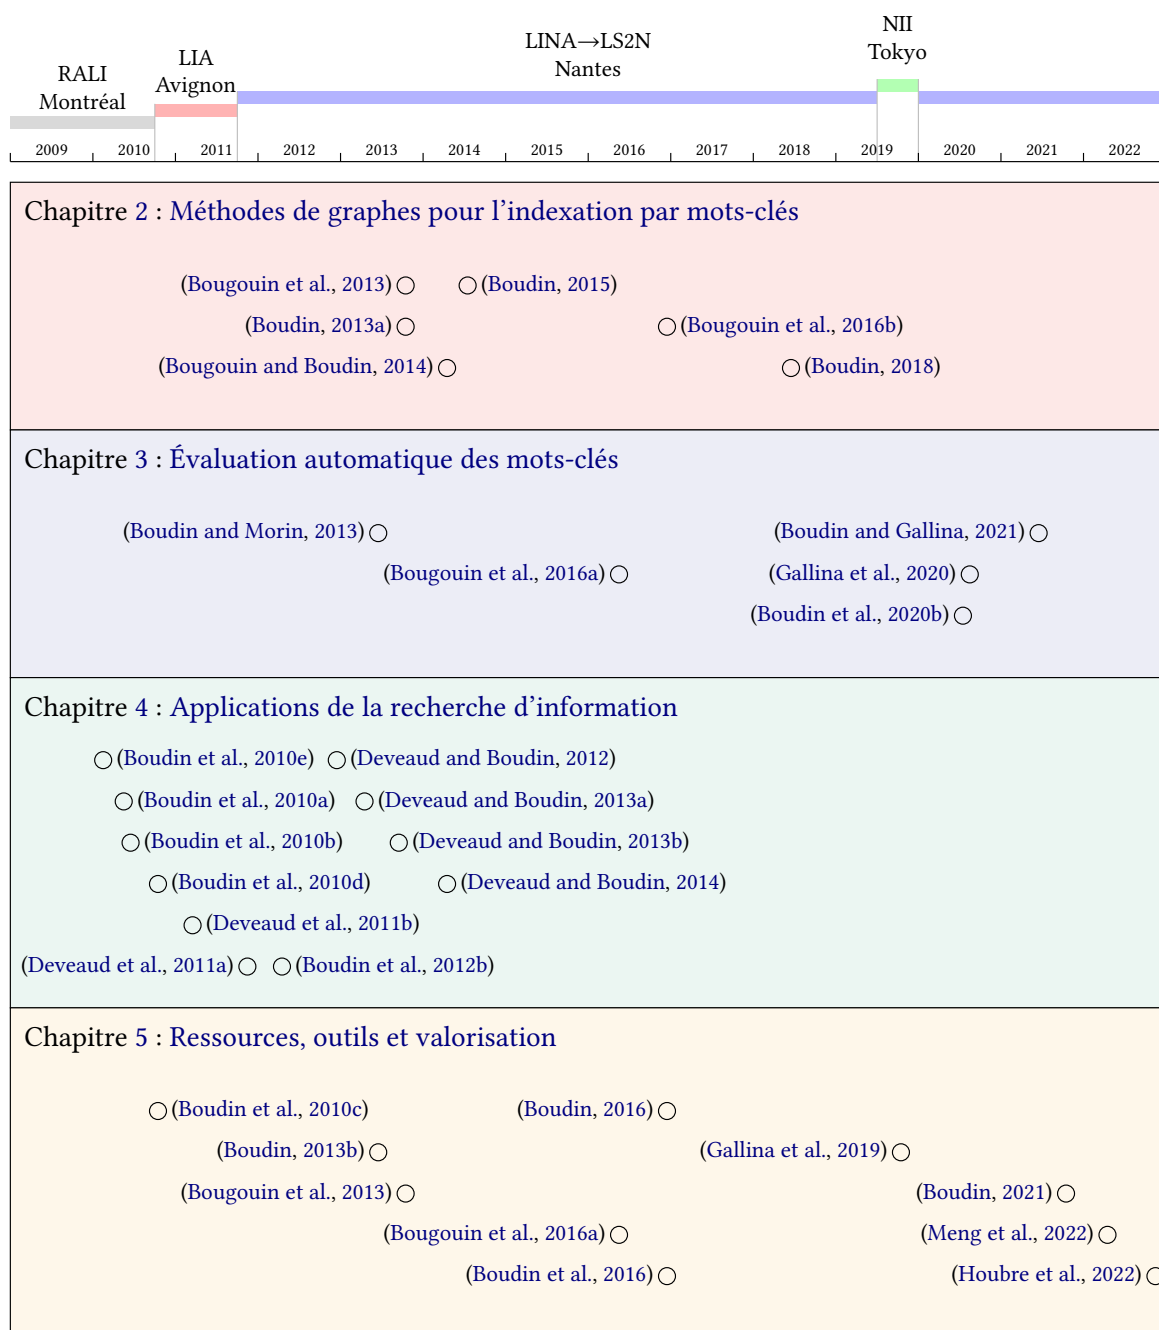 NII
Tokyo
LINA→LS2N
Nantes
LIA
Avignon
RALI
Montréal
2009 2010 2011 2012 2013 2014 2015 2016 2017 2018 2019 2020 2021 2022
Chapitre 2 : Méthodes de graphes pour l'indexation par mots-clés
(Bougouin et al., 2013) (Boudin, 2015)
(Boudin, 2013a) (Bougouin et al., 2016b)
(Bougouin and Boudin, 2014) (Boudin, 2018)
Chapitre 3 : Évaluation automatique des mots-clés
(Boudin and Morin, 2013) (Boudin and Gallina, 2021)
(Bougouin et al., 2016a) (Gallina et al., 2020)
(Boudin et al., 2020b)
Chapitre 4 : Applications de la recherche d'information
(Boudin et al., 2010e) (Deveaud and Boudin, 2012)
(Boudin et al., 2010a) (Deveaud and Boudin, 2013a)
(Boudin et al., 2010b) (Deveaud and Boudin, 2013b)
(Boudin et al., 2010d) (Deveaud and Boudin, 2014)
(Deveaud et al., 2011b)
(Deveaud et al., 2011a) (Boudin et al., 2012b)
Chapitre 5 : Ressources, outils et valorisation
(Boudin et al., 2010c) (Boudin, 2016)
(Boudin, 2013b) (Gallina et al., 2019)
(Bougouin et al., 2013) (Boudin, 2021)
(Bougouin et al., 2016a) (Meng et al., 2022)
(Boudin et al., 2016) (Houbre et al., 2022)